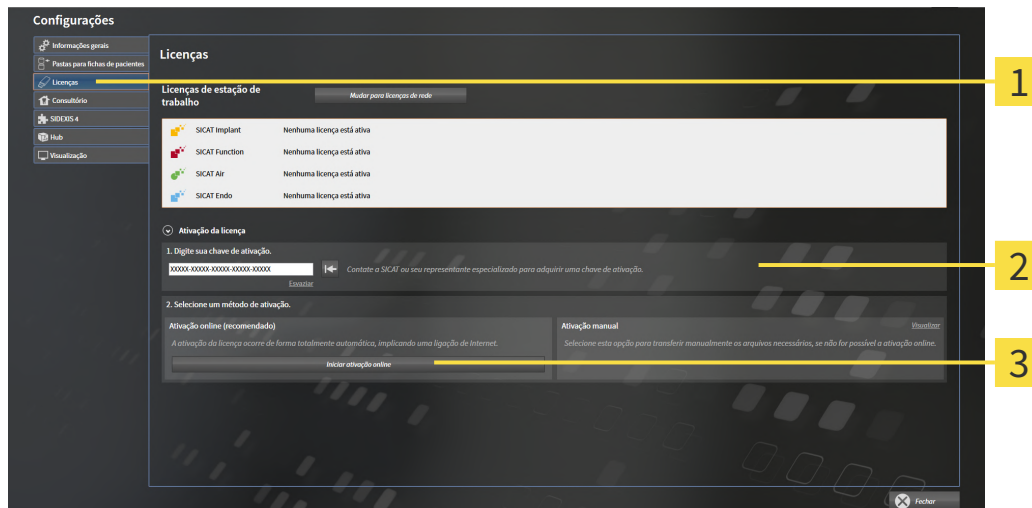 Configurações
Informações gerais
Pastas para fichas de pacientes
Licenças
Consultório
SIDEXIS 4
Hub
Visualização
Licenças
Licenças de estação de
trabalho
Mudar para licenças de rede
SICAT Implant Nenhuma licença está ativa
SICAT Function Nenhuma licença está ativa
SICAT Air Nenhuma licença está ativa
SICAT Endo Nenhuma licença está ativa
Ativação da licença
1. Digite sua chave de ativação.
XXXXX-XXXXX-XXXXX-XXXXX-XXXXX
Contate a SICAT ou seu representante especializado para adquirir uma chave de ativação.
Esvaziar
2. Selecione um método de ativação.
Ativação online (recomendado)
A ativação da licença ocorre de forma totalmente automática, implicando uma ligação de Internet.
Iniciar ativação online
Ativação manual Visualizar
Selecione esta opção para transferir manualmente os arquivos necessários, se não for possível a ativação online.
Fechar
1
2
3